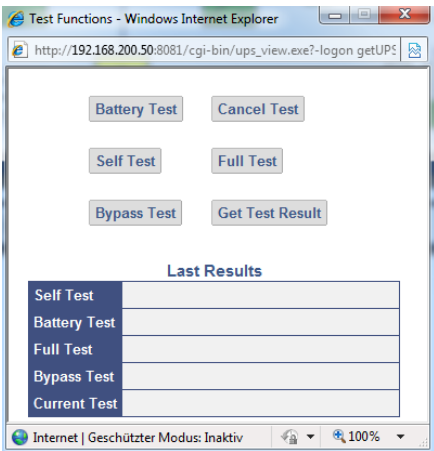 Test Functions - Windows Internet Explorer
http://192.168.200.50:8081/cgi-bin/ups_view.exe?-logon getUPS
Battery Test Cancel Test
Self Test Full Test
Bypass Test Get Test Result
Last Results
Self Test
Battery Test
Full Test
Bypass Test
Current Test
Internet | Geschützter Modus: Inaktiv 100%